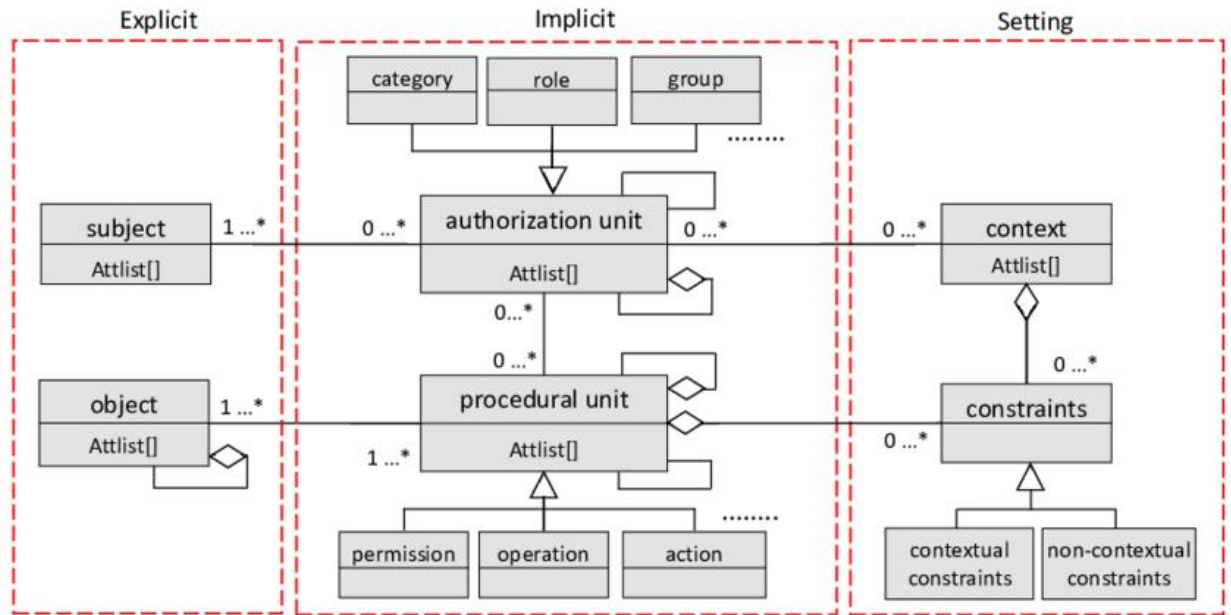 Explicit
Implicit
Setting
category
role
group
........
subject
Attlist[]
1 ...*
0 ...*
authorization unit
Attlist[]
0 ...*
0 ...*
context
Attlist[]
0...*
0 ...*
0 ...*
object
Attlist[]
1 ...*
1 ...*
procedural unit
Attlist[]
0 ...*
constraints
........
permission
operation
action
contextual
constraints
non-contextual
constraints